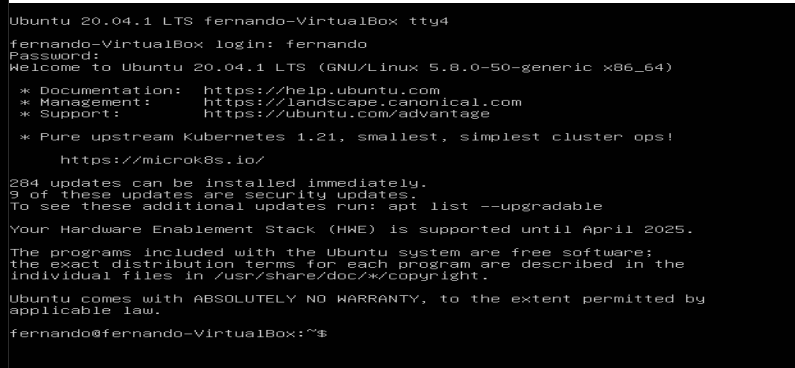 Ubuntu 20.04.1 LTS fernando-VirtualBox tty4
fernando-VirtualBox login: fernando
Password:
Welcome to Ubuntu 20.04.1 LTS (GNU/Linux 5.8.0-50-generic x86_64)
* Documentation: https://help.ubuntu.com
* Management: https://landscape.canonical.com
* Support: https://ubuntu.com/advantage
* Pure upstream Kubernetes 1.21, smallest, simplest cluster ops!
https://microk8s.io/
284 updates can be installed immediately.
9 of these updates are security updates.
To see these additional updates run: apt list --upgradable
Your Hardware Enablement Stack (HWE) is supported until April 2025.
The programs included with the Ubuntu system are free software;
the exact distribution terms for each program are described in the
individual files in /usr/share/doc/*/copyright.
Ubuntu comes with ABSOLUTELY NO WARRANTY, to the extent permitted by
applicable law.
fernando@fernando-VirtualBox:~$